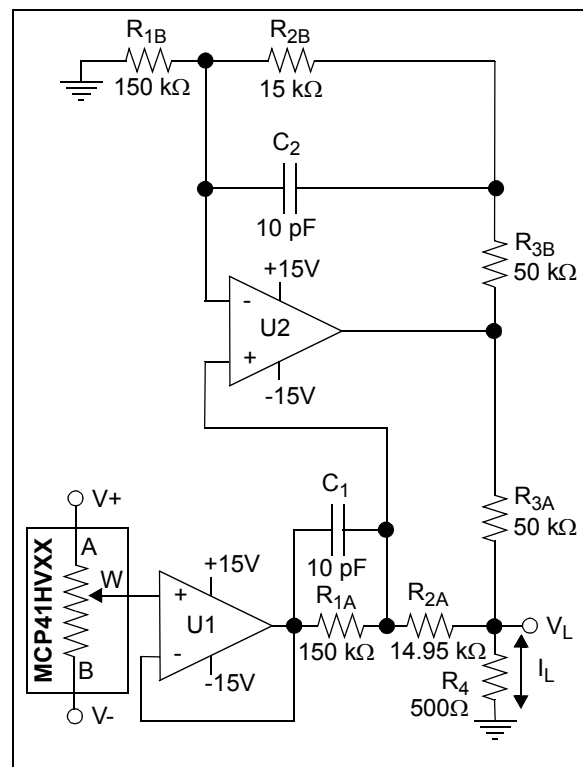 R1B
150 kΩ
R2B
15 kΩ
C2
10 pF
R3B
50 kΩ
+15V
-
U2
+
-15V
V+
C1
10 pF
R3A
50 kΩ
MCP41HVXX
A
W
B
V-
+15V
+
U1
-
-15V
R1A
150 kΩ
R2A
14.95 kΩ
VL
R4
500Ω
IL